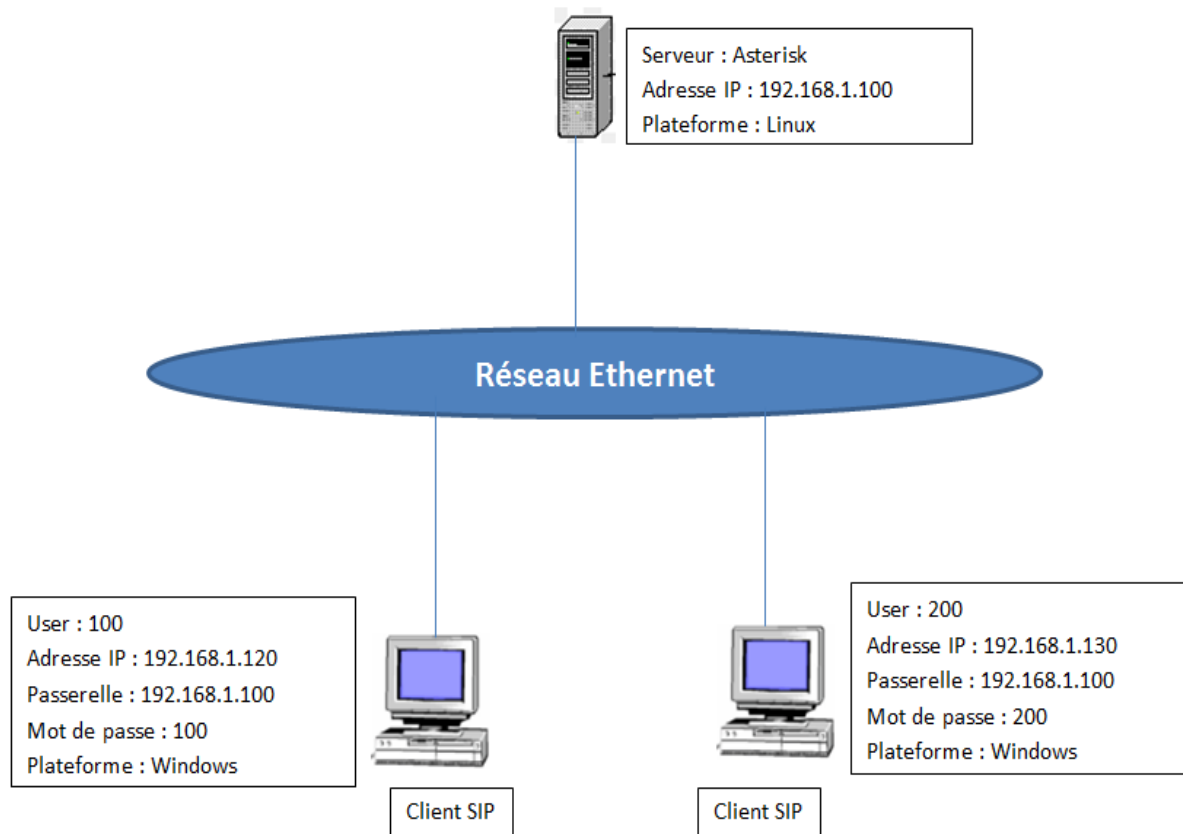 Serveur : Asterisk
Adresse IP : 192.168.1.100
Plateforme : Linux
Réseau Ethernet
User : 100
Adresse IP : 192.168.1.120
Passerelle : 192.168.1.100
Mot de passe : 100
Plateforme : Windows
Client SIP
User : 200
Adresse IP : 192.168.1.130
Passerelle : 192.168.1.100
Mot de passe : 200
Plateforme : Windows
Client SIP